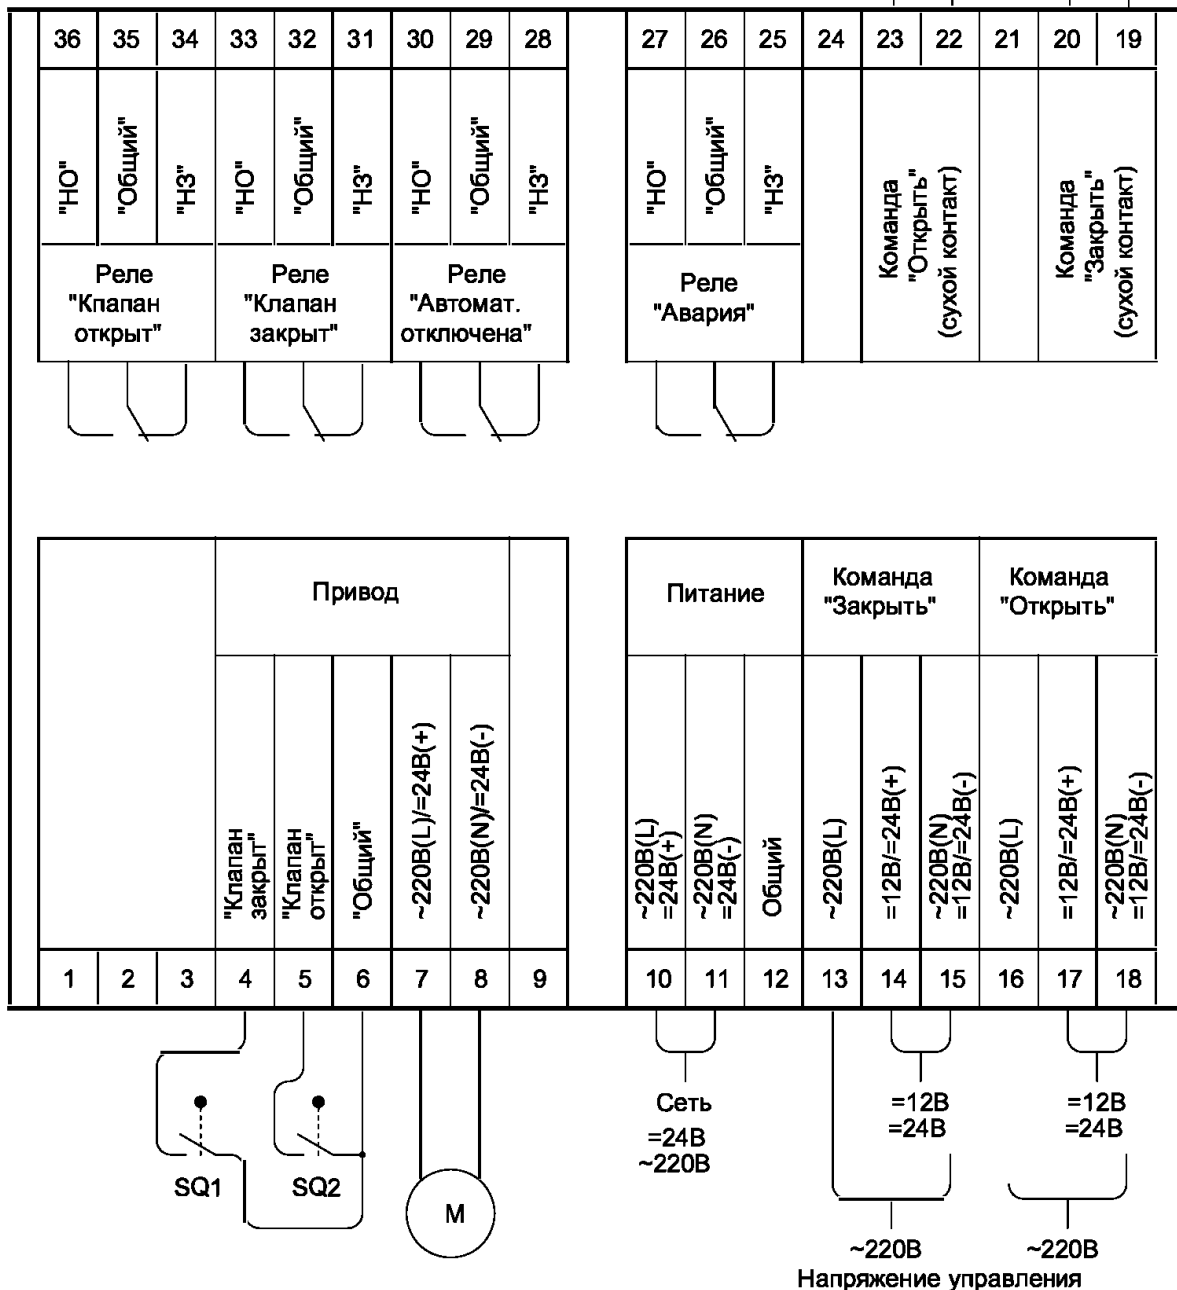 36 35 34 33 32 31 30 29 28 27 26 25 24 23 22 21 20 19
"НО"
"Общий"
"НЗ"
"НО"
"Общий"
"НЗ"
"НО"
"Общий"
"НЗ"
"НО"
"Общий"
"НЗ"
Команда
"Открыть"
(сухой контакт)
Команда
"Закрыть"
(сухой контакт)
Реле
"Кпапан
открыт"
Реле
"Клапан
закрыт"
Реле
"Автомат.
отключена"
Реле
"Авария"
Привод
Питание
Команда
"Закрыть"
Команда
"Открыть"
"Клапан
закрыт"
"Клапан
открыт"
"Общий"
~220В(L)/=24В(+)
~220В(N)/=24В(-)
~220В(L)
=24В(+)
~220В(N)
=24В(-)
Общий
~220В(L)
=12В/=24В(+)
~220В(N)
=12В/=24В(-)
~220В(L)
=12В/=24В(+)
~220В(N)
=12В/=24В(-)
1 2 3 4 5 6 7 8 9 10 11 12 13 14 15 16 17 18
SQ1
SQ2
М
Сеть
=24В
~220В
=12В
=24В
=12В
=24В
~220В
~220В
Напряжение управления